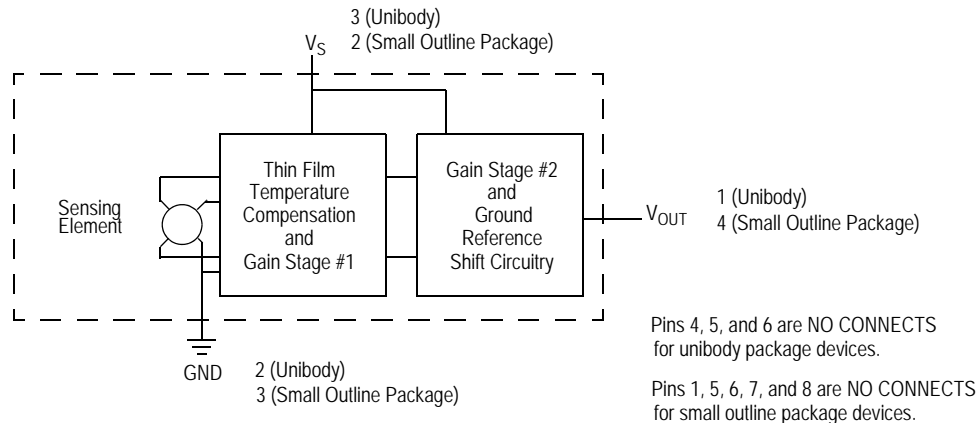 3 (Unibody)
2 (Small Outline Package)
VS
Thin Film
Temperature
Compensation
and
Gain Stage #1
Gain Stage #2
and
Ground
Reference
Shift Circuitry
Sensing
Element
VOUT
1 (Unibody)
4 (Small Outline Package)
GND
2 (Unibody)
3 (Small Outline Package)
Pins 4, 5, and 6 are NO CONNECTS
for unibody package devices.
Pins 1, 5, 6, 7, and 8 are NO CONNECTS
for small outline package devices.